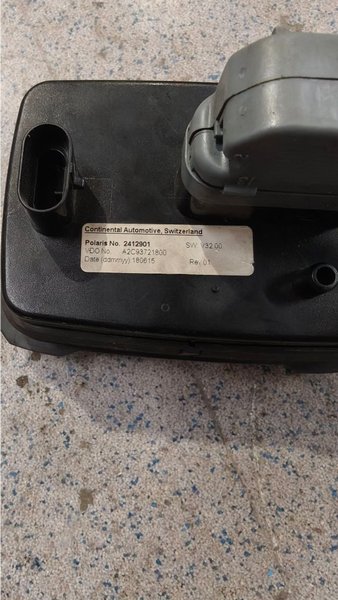 Continental Automotive, Switzerland
Polaris No. 2412901 SW: V32.00
VDO No. A2C93721800
Date (ddmmyy) 180615 Rev. 01